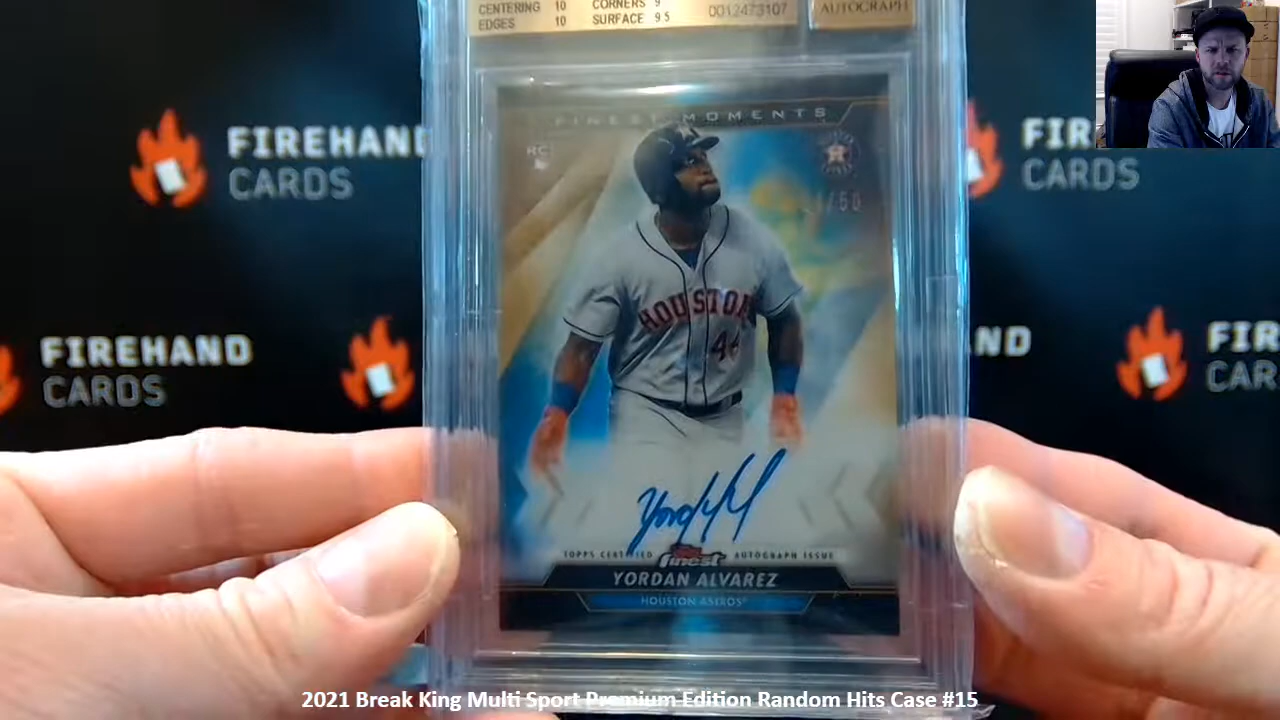 CENTERING 10 CORNERS 9
EDGES 10 SURFACE 9.5
0012473107
AUTOGRAPH
FINEST MOMENTS
RC
/50
HOUSTON
44
TOPPS CERTIFIED finest AUTOGRAPH ISSUE
YORDAN ALVAREZ
HOUSTON ASTROS
FIREHAND
CARDS
FIR
CARDS
FIREHAND
CARDS
ND
FIR
CAR
2021 Break King Multi Sport Premium Edition Random Hits Case #15